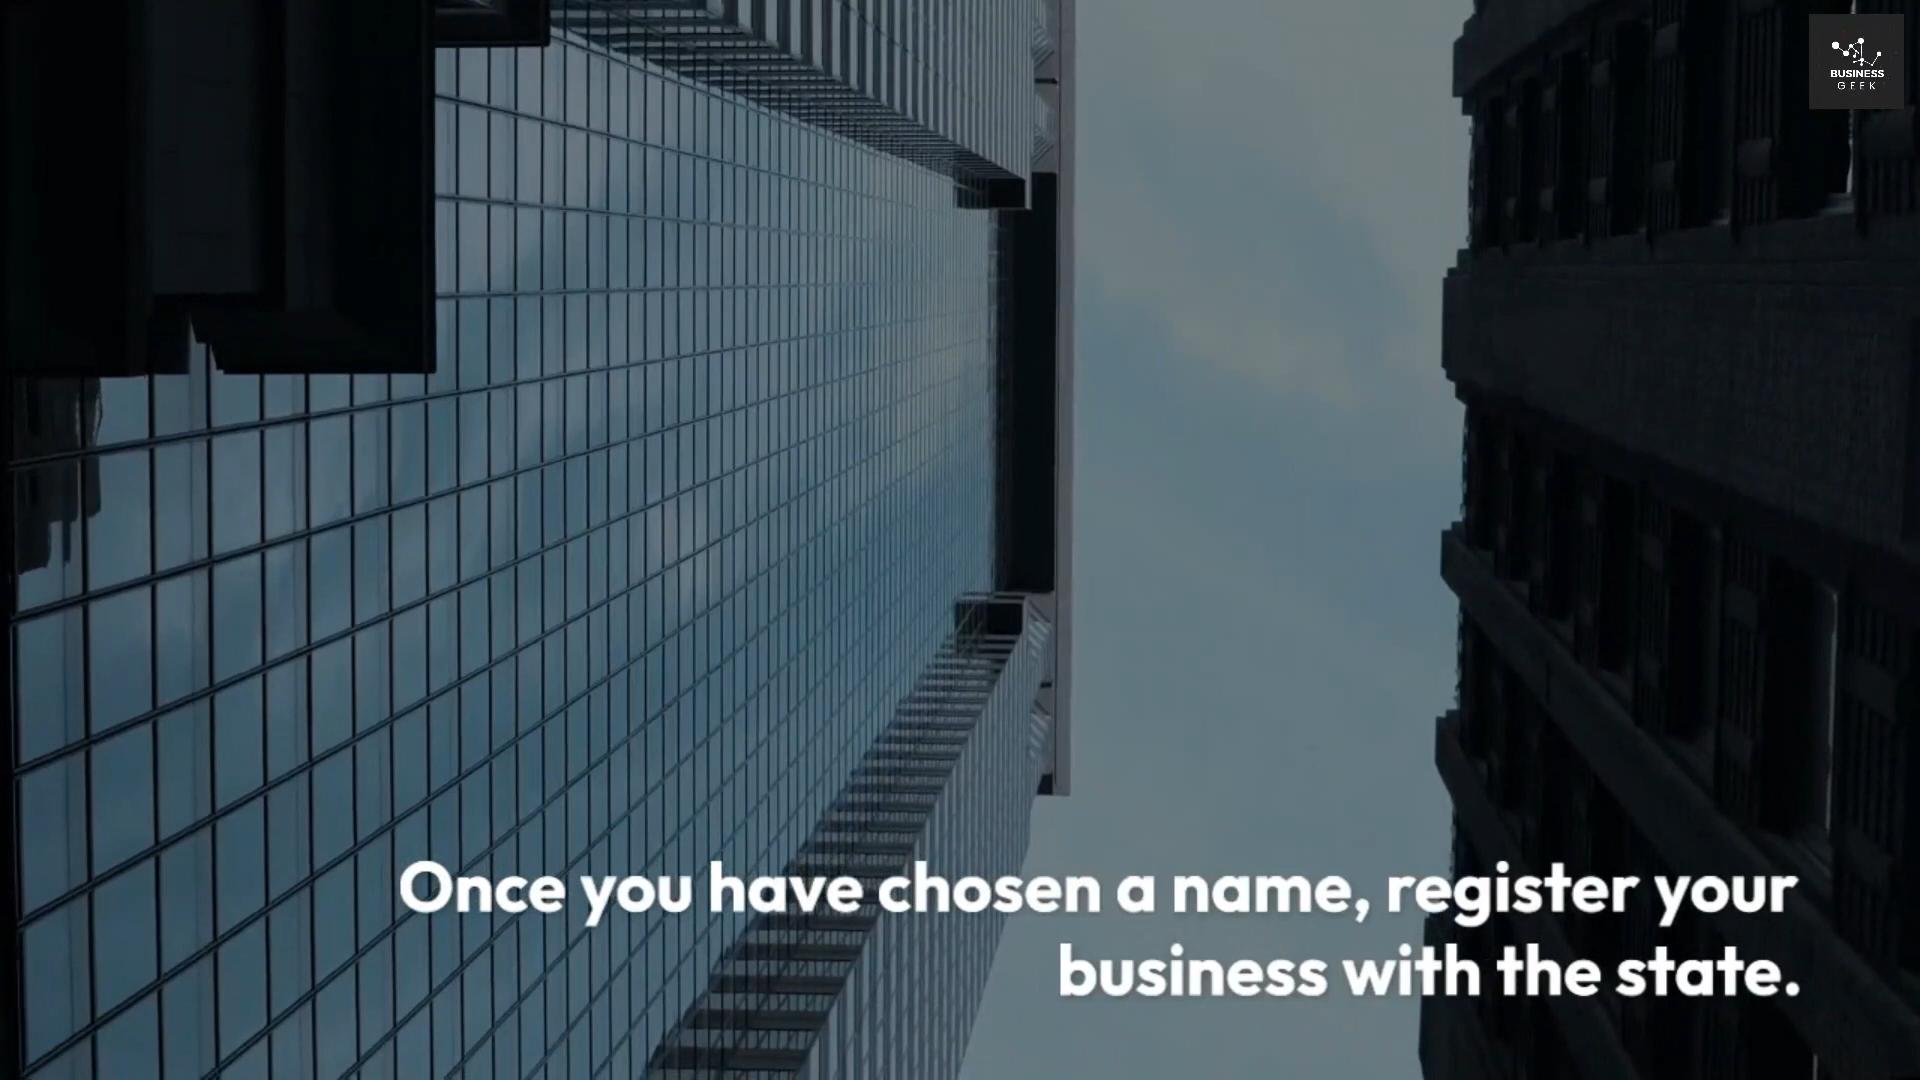 BUSINESS
GEEK
Once you have chosen a name, register your
business with the state.